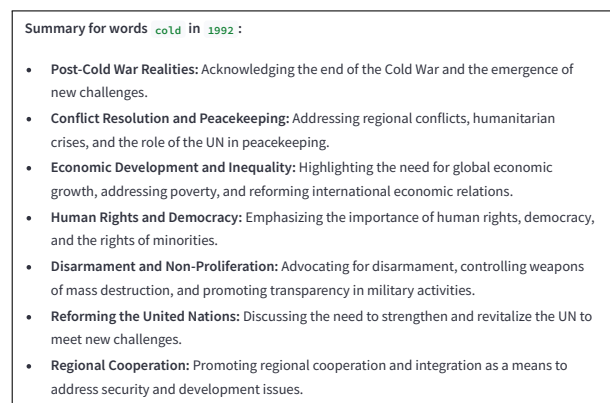 Summary for words cold in 1992 :
• Post-Cold War Realities: Acknowledging the end of the Cold War and the emergence of
new challenges.
• Conflict Resolution and Peacekeeping: Addressing regional conflicts, humanitarian
crises, and the role of the UN in peacekeeping.
• Economic Development and Inequality: Highlighting the need for global economic
growth, addressing poverty, and reforming international economic relations.
• Human Rights and Democracy: Emphasizing the importance of human rights, democracy,
and the rights of minorities.
• Disarmament and Non-Proliferation: Advocating for disarmament, controlling weapons
of mass destruction, and promoting transparency in military activities.
• Reforming the United Nations: Discussing the need to strengthen and revitalize the UN to
meet new challenges.
• Regional Cooperation: Promoting regional cooperation and integration as a means to
address security and development issues.